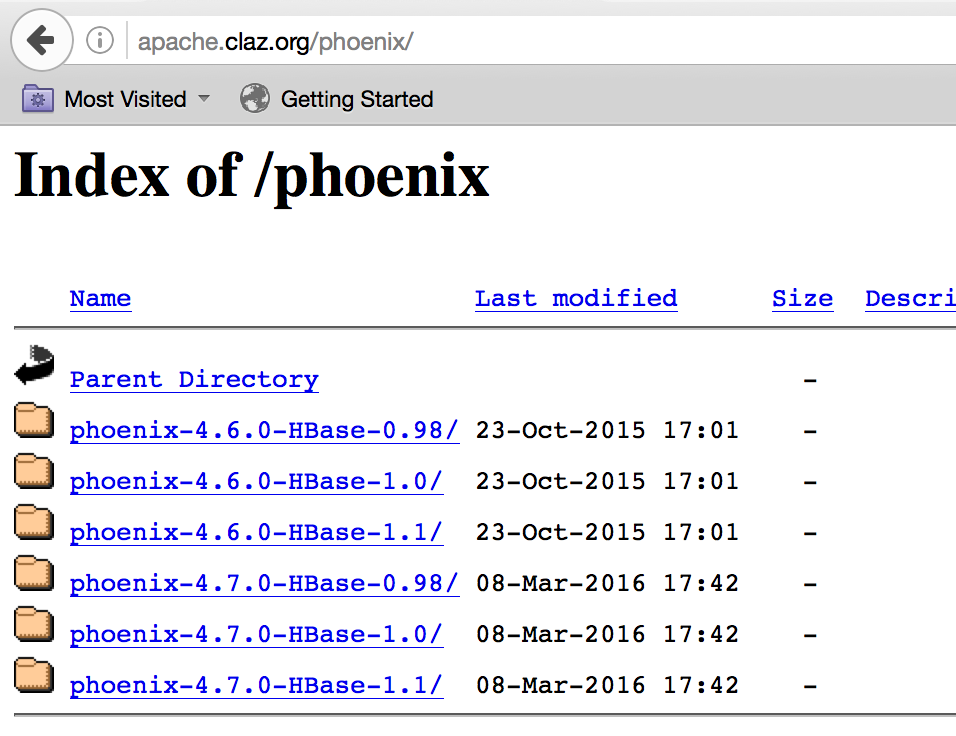 apache.claz.org/phoenix/
Most Visited Getting Started
Index of /phoenix
Name Last modified Size Descri
Parent Directory -
phoenix-4.6.0-HBase-0.98/ 23-Oct-2015 17:01 -
phoenix-4.6.0-HBase-1.0/ 23-Oct-2015 17:01 -
phoenix-4.6.0-HBase-1.1/ 23-Oct-2015 17:01 -
phoenix-4.7.0-HBase-0.98/ 08-Mar-2016 17:42 -
phoenix-4.7.0-HBase-1.0/ 08-Mar-2016 17:42 -
phoenix-4.7.0-HBase-1.1/ 08-Mar-2016 17:42 -